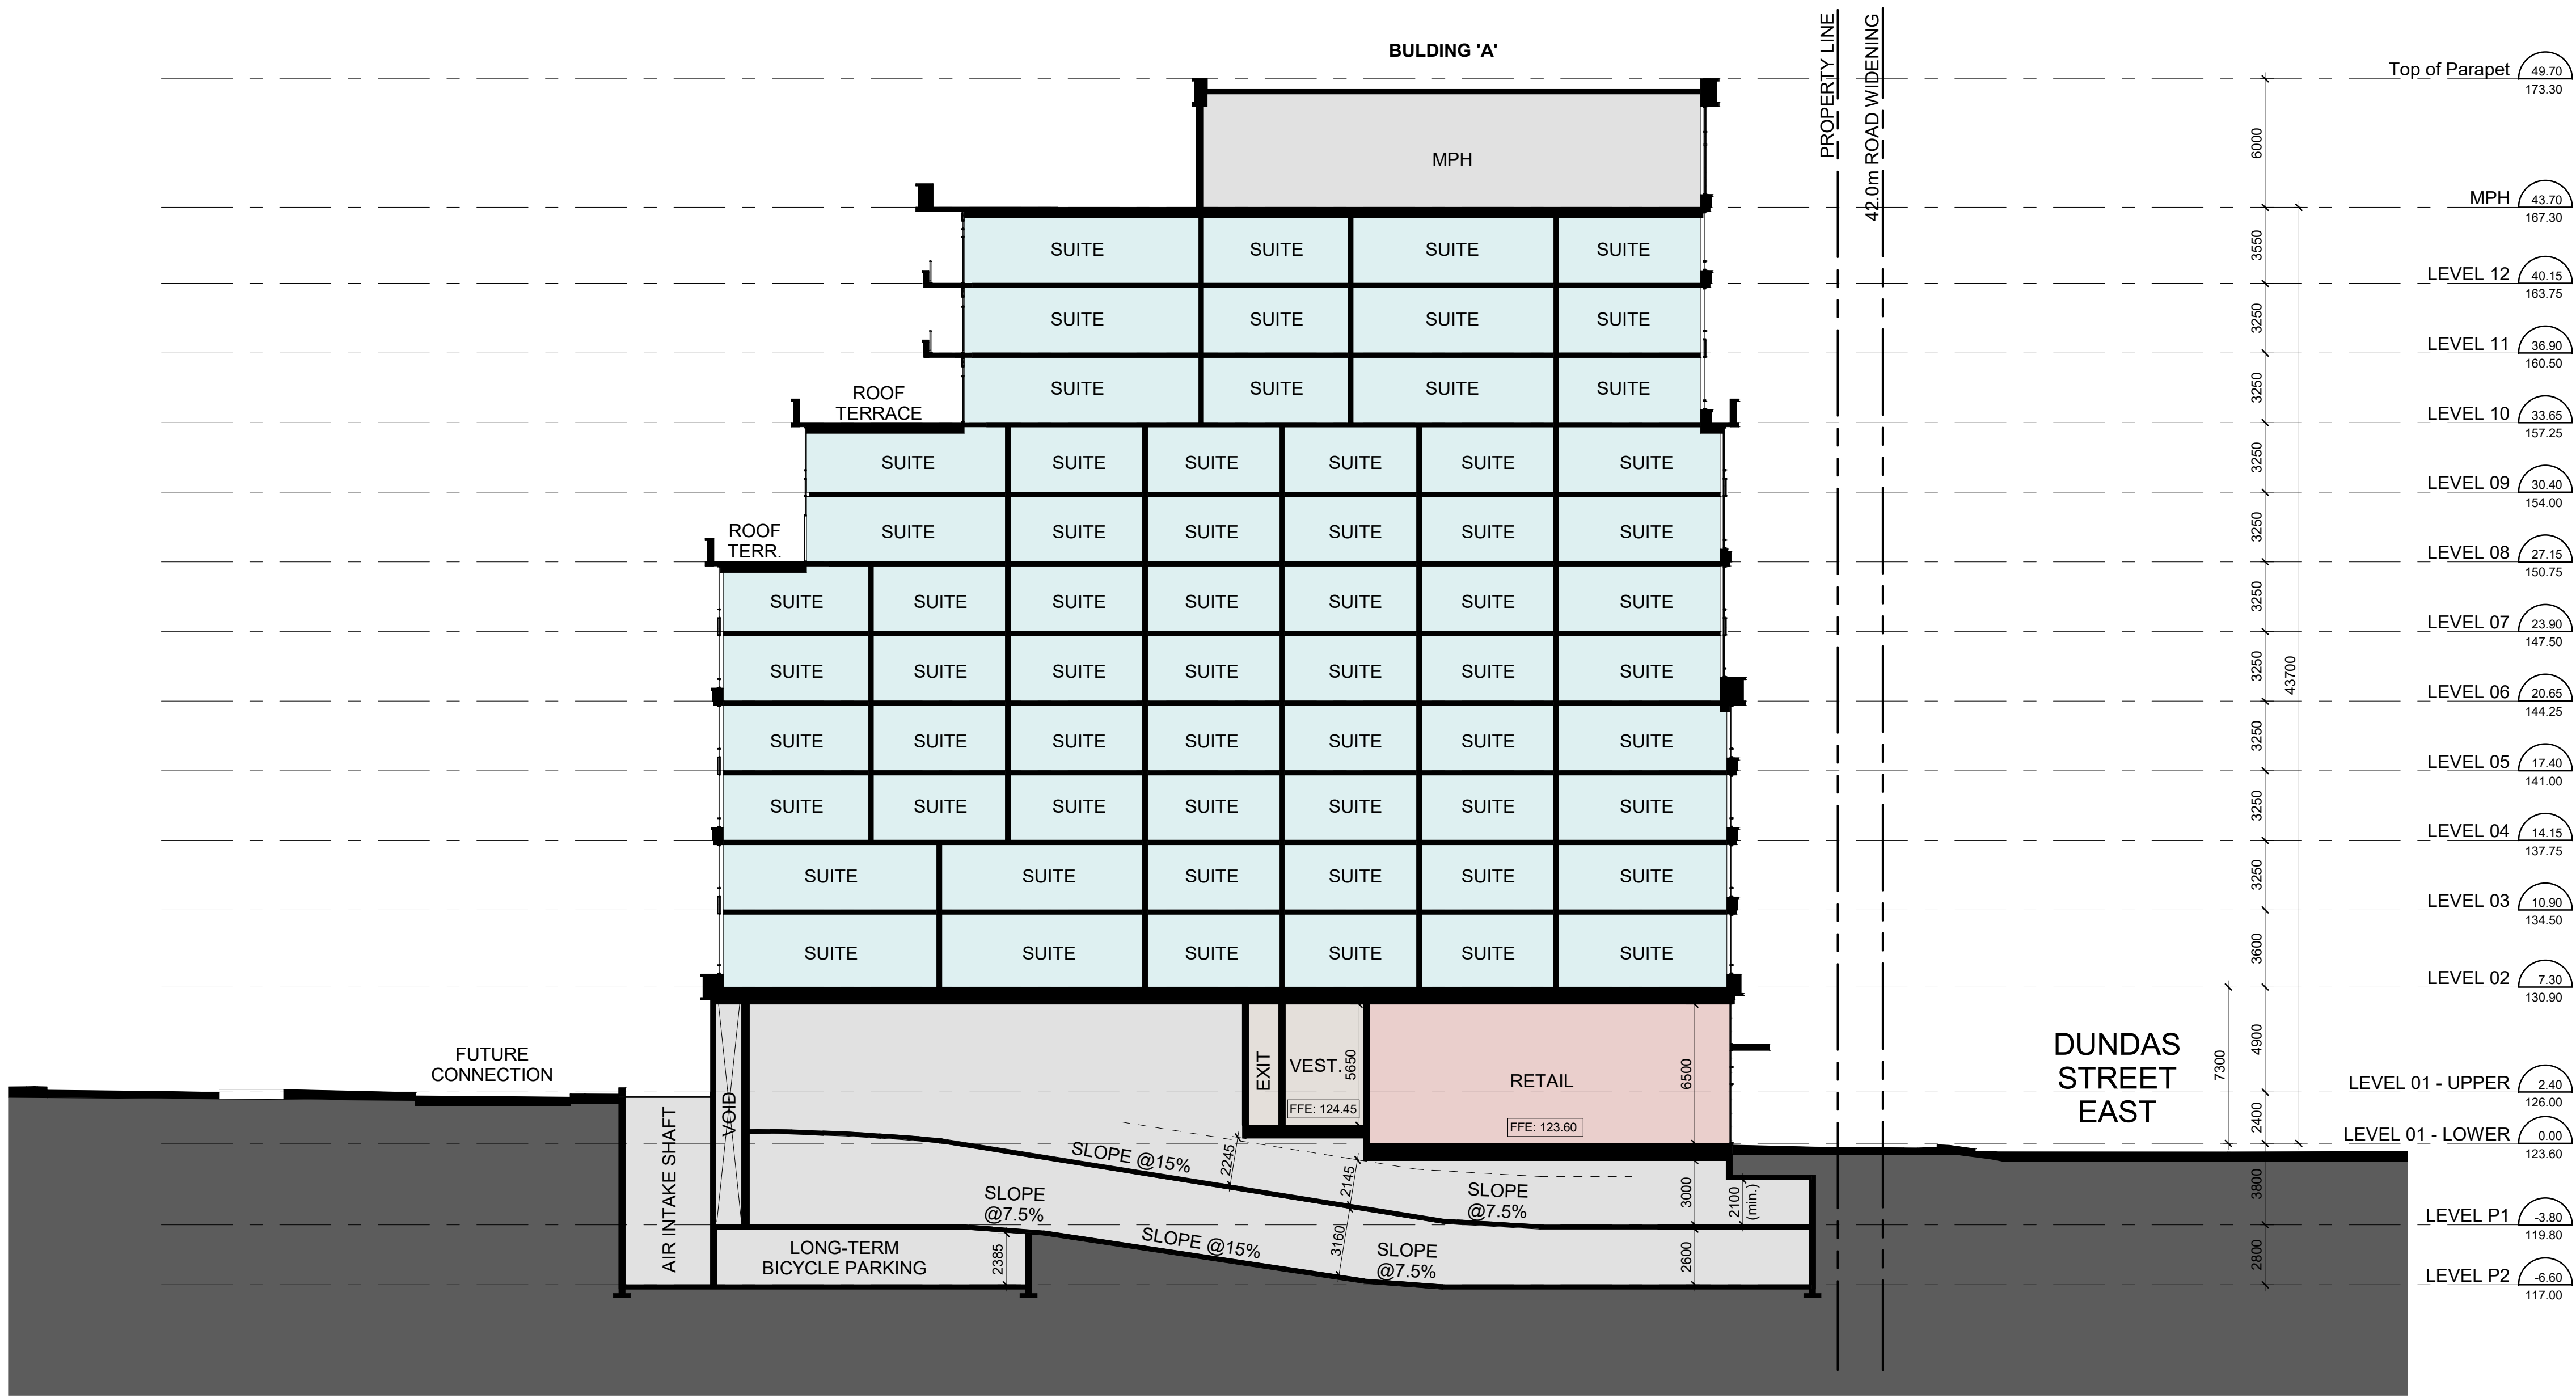 BULDING 'A'
PROPERTY LINE
42.0m ROAD WIDENING
Top of Parapet 49.70
173.30
6000
MPH
MPH 43.70
167.30
3550
SUITE SUITE SUITE SUITE
LEVEL 12 40.15
163.75
3250
SUITE SUITE SUITE SUITE
LEVEL 11 36.90
160.50
3250
SUITE SUITE SUITE SUITE
ROOF
TERRACE
LEVEL 10 33.65
157.25
3250
SUITE SUITE SUITE SUITE SUITE SUITE
LEVEL 09 30.40
154.00
3250
SUITE SUITE SUITE SUITE SUITE SUITE
ROOF
TERR.
LEVEL 08 27.15
150.75
3250
SUITE SUITE SUITE SUITE SUITE SUITE SUITE
LEVEL 07 23.90
147.50
3250
43700
SUITE SUITE SUITE SUITE SUITE SUITE SUITE
LEVEL 06 20.65
144.25
3250
SUITE SUITE SUITE SUITE SUITE SUITE SUITE
LEVEL 05 17.40
141.00
3250
SUITE SUITE SUITE SUITE SUITE SUITE SUITE
LEVEL 04 14.15
137.75
3250
SUITE SUITE SUITE SUITE SUITE SUITE
LEVEL 03 10.90
134.50
3600
SUITE SUITE SUITE SUITE SUITE SUITE
LEVEL 02 7.30
130.90
4900
7300
FUTURE
CONNECTION
VOID
EXIT
VEST.
5650
FFE: 124.45
RETAIL
6500
FFE: 123.60
DUNDAS
STREET
EAST
LEVEL 01 - UPPER 2.40
126.00
2400
LEVEL 01 - LOWER 0.00
123.60
3800
AIR INTAKE SHAFT
SLOPE @15%
2245
2145
SLOPE
@7.5%
SLOPE
@7.5%
3000
2100
(min.)
LEVEL P1 -3.80
119.80
2800
LONG-TERM
BICYCLE PARKING
2385
SLOPE @15%
3160
SLOPE
@7.5%
2600
LEVEL P2 -6.60
117.00